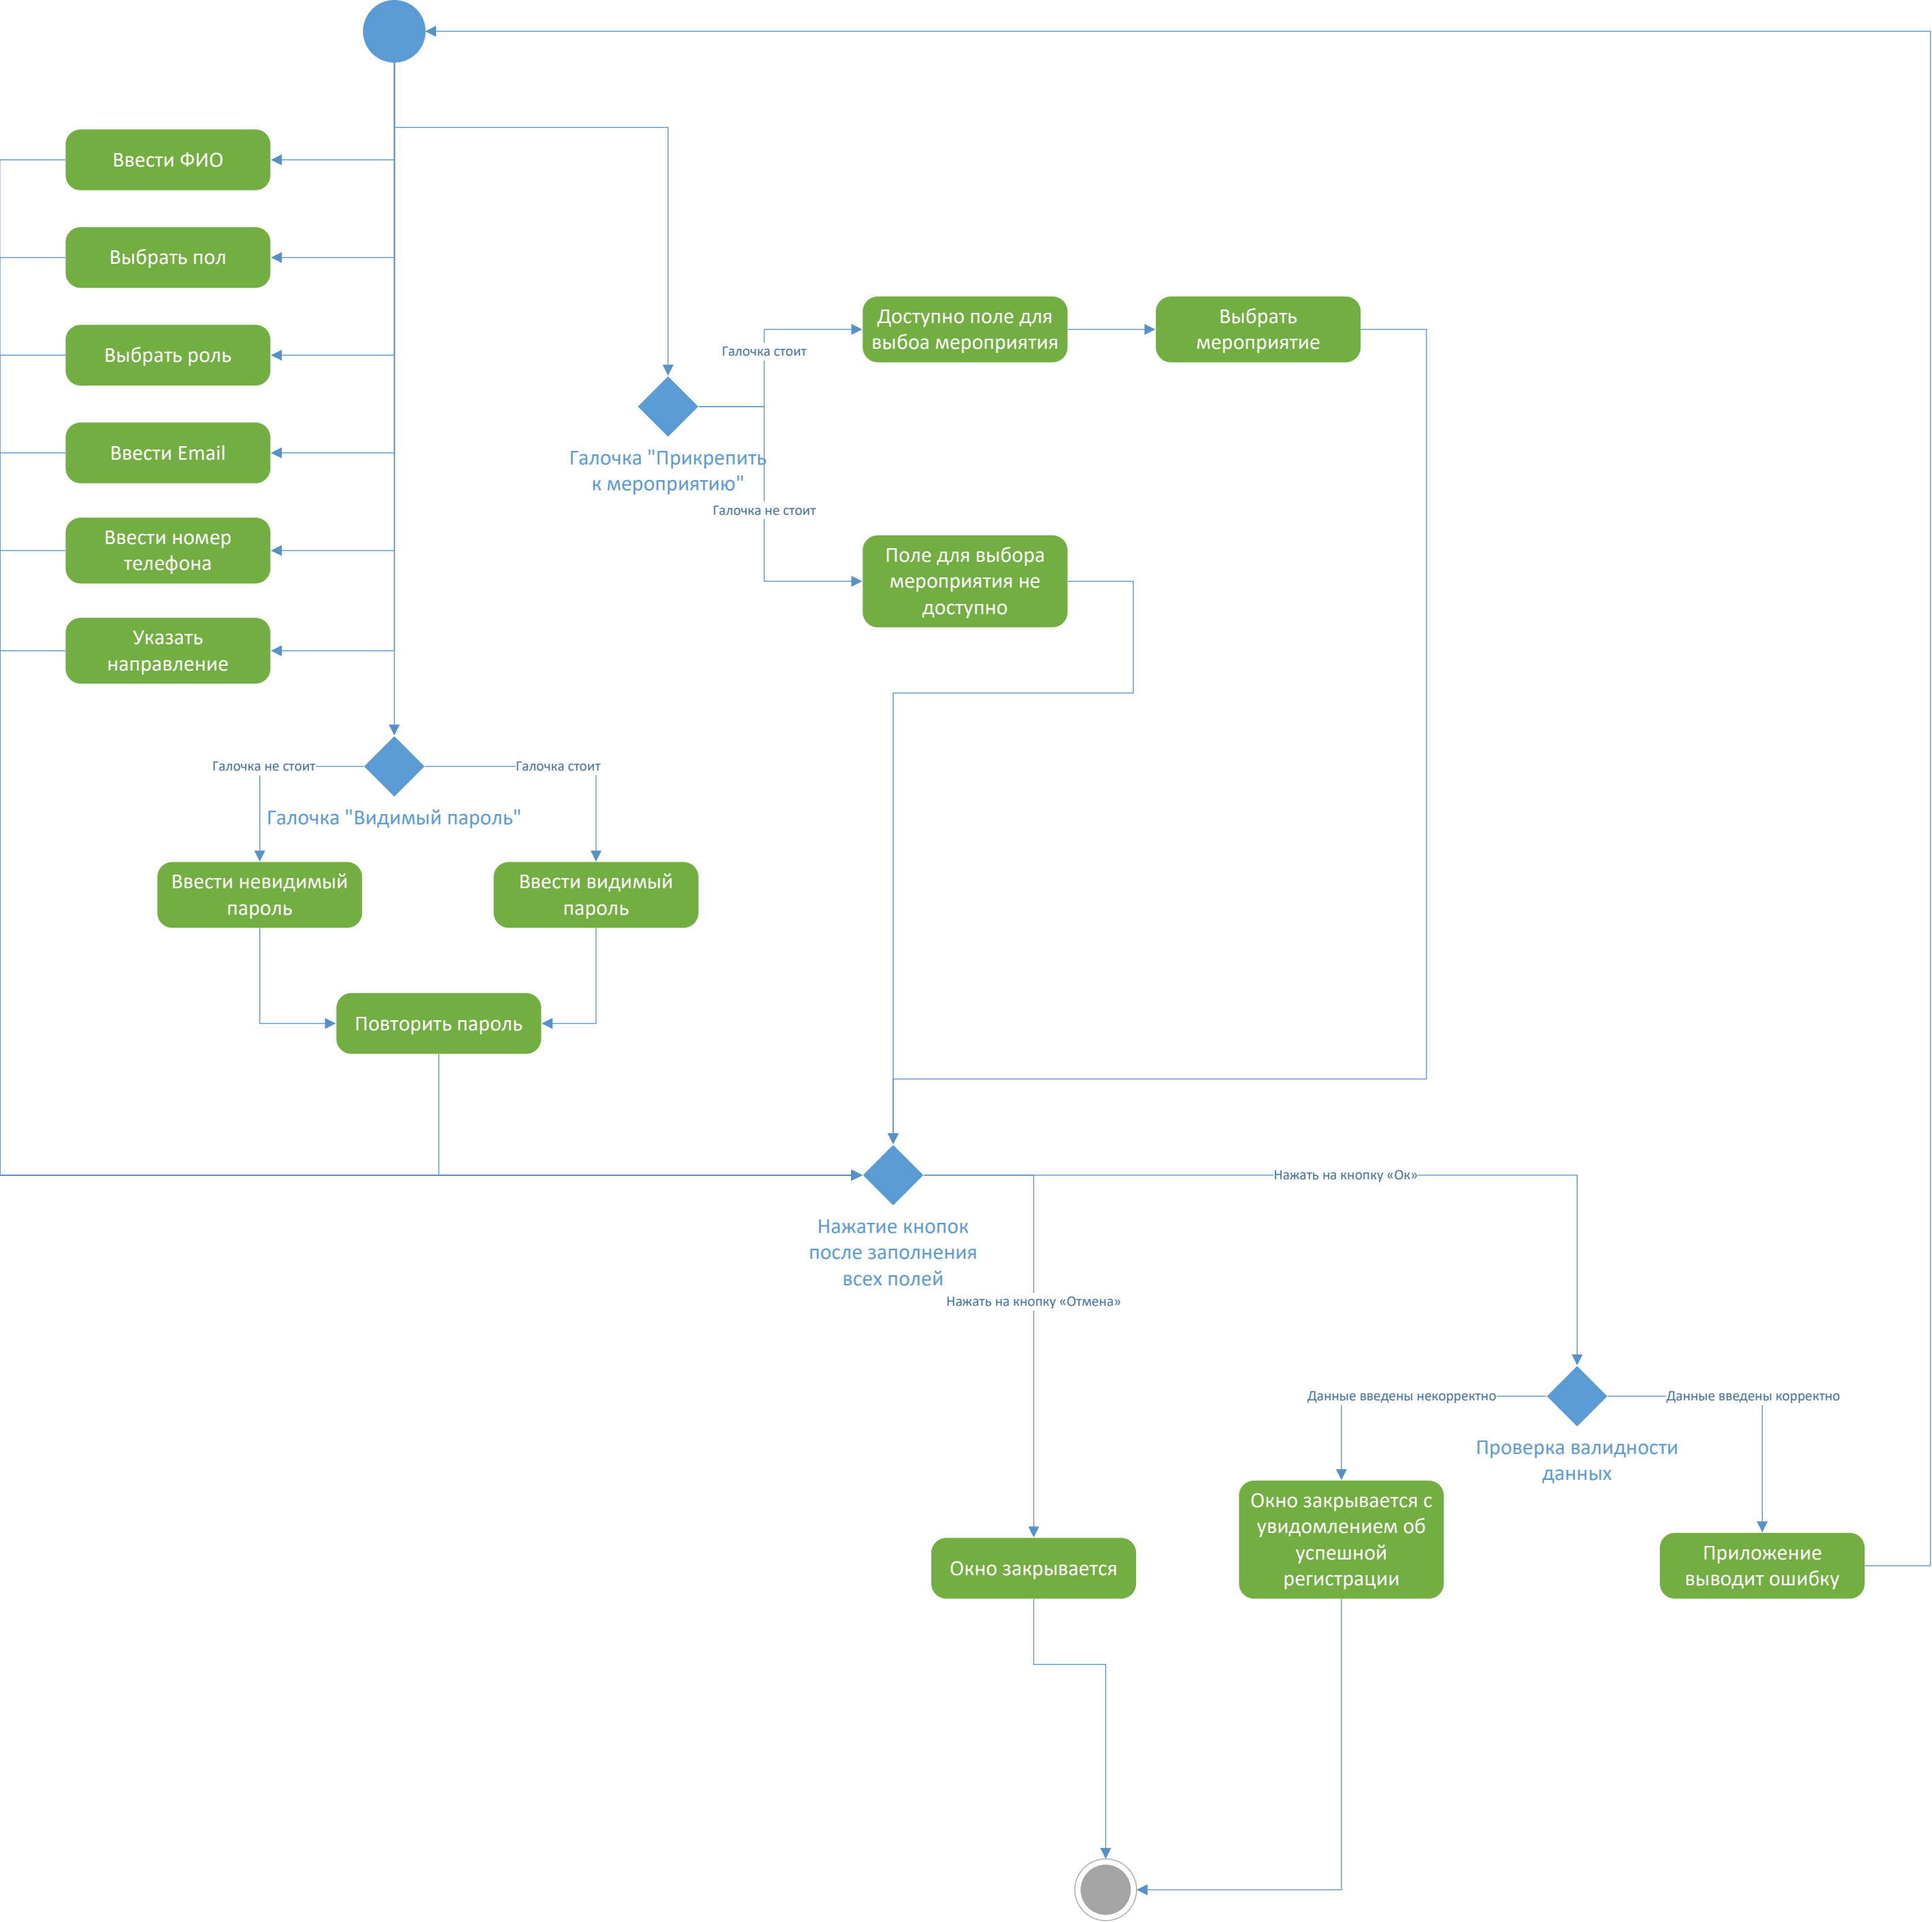 Ввести ФИО
Выбрать пол
Выбрать роль
Ввести Email
Ввести номер
телефона
Указать
направление
Галочка стоит
Доступно поле для
выбоа мероприятия
Выбрать
мероприятие
Галочка "Прикрепить
к мероприятию"
Галочка не стоит
Поле для выбора
мероприятия не
доступно
Галочка не стоит
Галочка стоит
Галочка "Видимый пароль"
Ввести невидимый
пароль
Ввести видимый
пароль
Повторить пароль
Нажать на кнопку «Ок»
Нажатие кнопок
после заполнения
всех полей
Нажать на кнопку «Отмена»
Данные введены некорректно
Данные введены корректно
Проверка валидности
данных
Окно закрывается
Окно закрывается с
увидомлением об
успешной
регистрации
Приложение
выводит ошибку